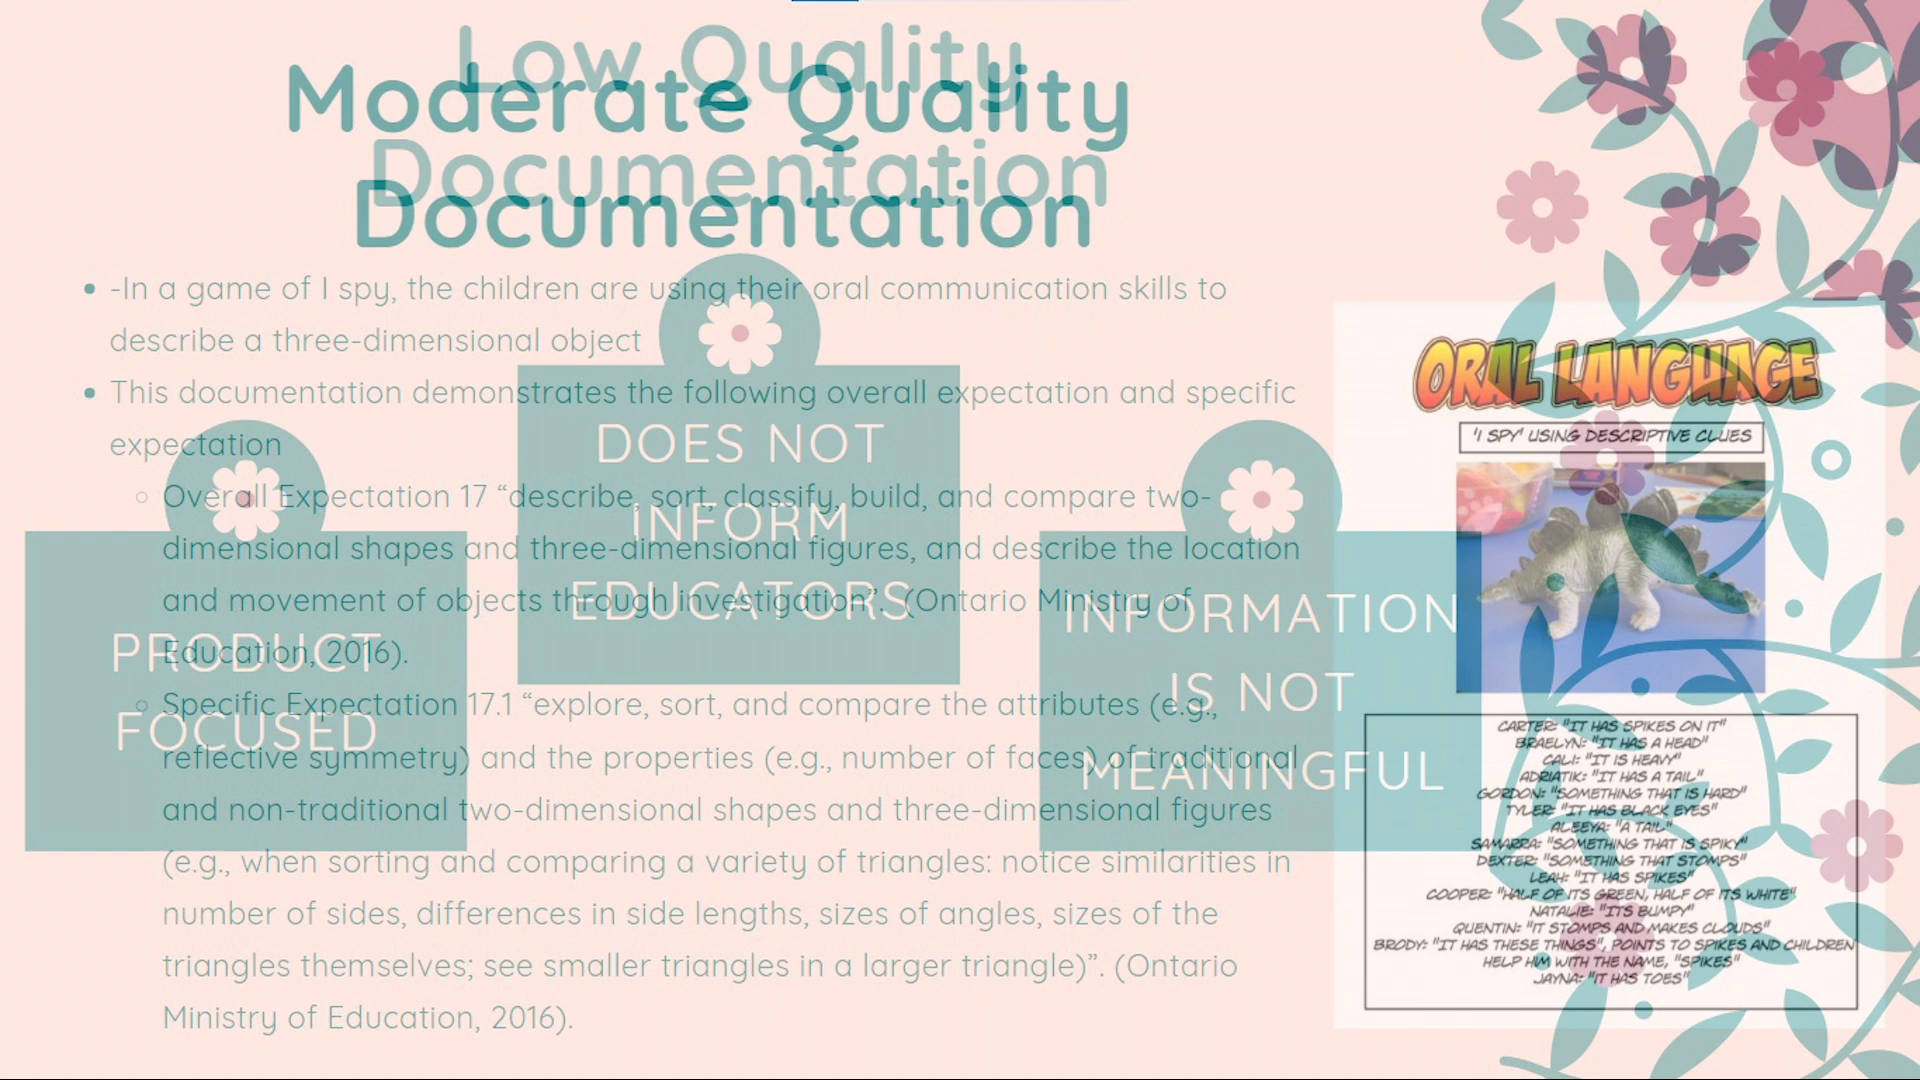 Low Quality
Documentation
Moderate Quality
Documentation
-In a game of I spy, the children are using their oral communication skills to
describe a three-dimensional object
This documentation demonstrates the following overall expectation and specific
expectation
Overall Expectation 17 “describe, sort, classify, build, and compare two-
dimensional shapes and three-dimensional figures, and describe the location
and movement of objects through investigation”. (Ontario Ministry of
Education, 2016).
Specific Expectation 17.1 “explore, sort, and compare the attributes (e.g.,
reflective symmetry) and the properties (e.g., number of faces) of traditional
and non-traditional two-dimensional shapes and three-dimensional figures
(e.g., when sorting and comparing a variety of triangles: notice similarities in
number of sides, differences in side lengths, sizes of angles, sizes of the
triangles themselves; see smaller triangles in a larger triangle)”. (Ontario
Ministry of Education, 2016).
PRODUCT
FOCUSED
DOES NOT
INFORM
EDUCATORS
INFORMATION
IS NOT
MEANINGFUL
ORAL LANGUAGE
'I SPY' USING DESCRIPTIVE CLUES
CARTER: "IT HAS SPIKES ON IT"
BRAELYN: "IT HAS A HEAD"
CALI: "IT IS HEAVY"
ADRIATIK: "IT HAS A TAIL"
GORDON: "SOMETHING THAT IS HARD"
TYLER: "IT HAS BLACK EYES"
ALEEYA: "A TAIL"
SAMARRA: "SOMETHING THAT IS SPIKY"
DEXTER: "SOMETHING THAT STOMPS"
LEAH: "IT HAS SPIKES"
COOPER: "HALF OF ITS GREEN, HALF OF ITS WHITE"
NATALIE: "ITS BUMPY"
QUENTIN: "IT STOMPS AND MAKES CLOUDS"
BRODY: "IT HAS THESE THINGS", POINTS TO SPIKES AND CHILDREN
HELP HIM WITH THE NAME, "SPIKES"
JAYNA: "IT HAS TOES"